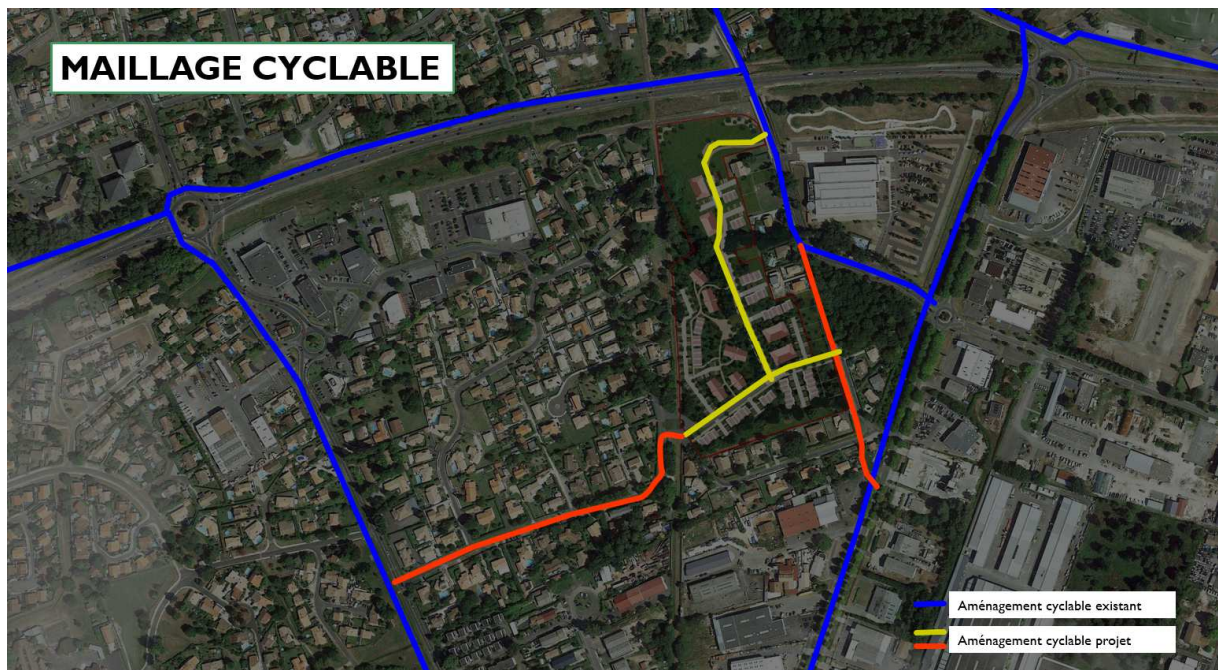 MAILLAGE CYCLABLE
Aménagement cyclable existant
Aménagement cyclable projet